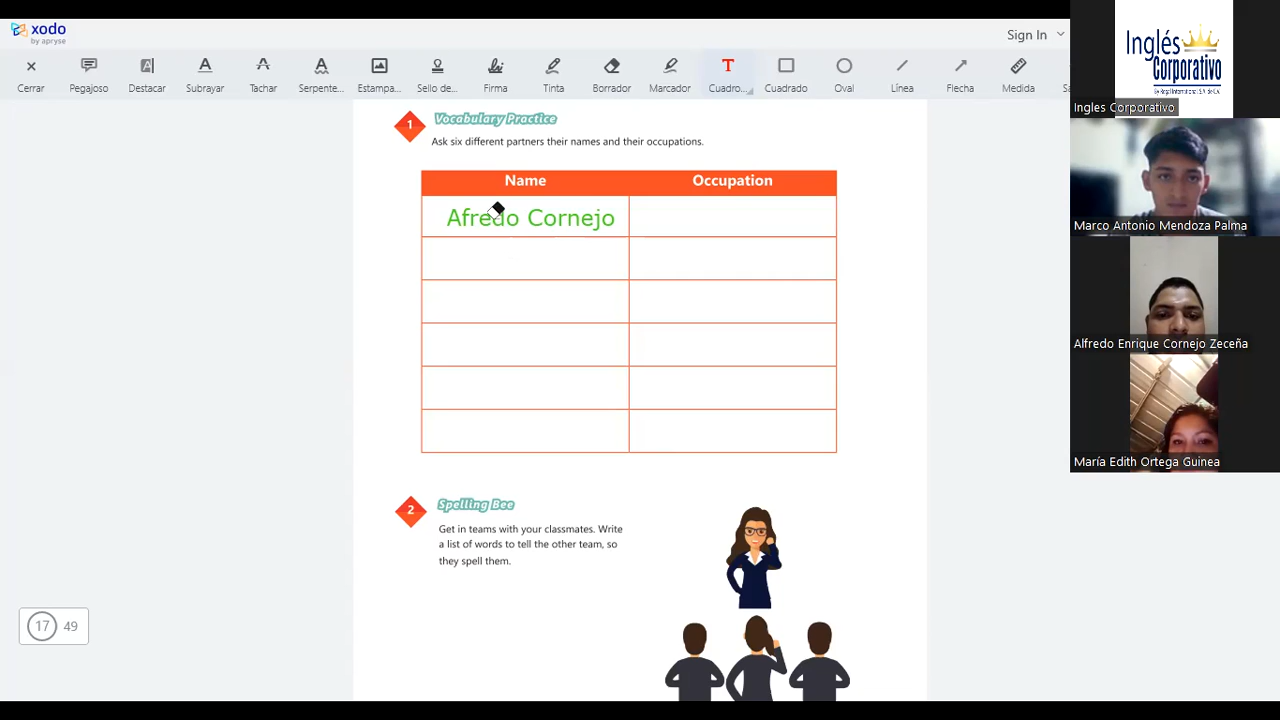 xodo
by apryse
Sign In
Cerrar
Pegajoso
Destacar
Subrayar
Tachar
Serpente...
Estampa...
Sello de...
Firma
Tinta
Borrador
Marcador
Cuadro...
Cuadrado
Oval
Línea
Flecha
Medida
1
Vocabulary Practice
Ask six different partners their names and their occupations.
Name
Occupation
Afredo Cornejo
2
Spelling Bee
Get in teams with your classmates. Write
a list of words to tell the other team, so
they spell them.
17 49
Inglés
Corporativo
Ingles Corporativo
Marco Antonio Mendoza Palma
Alfredo Enrique Cornejo Zeceña
María Edith Ortega Guinea